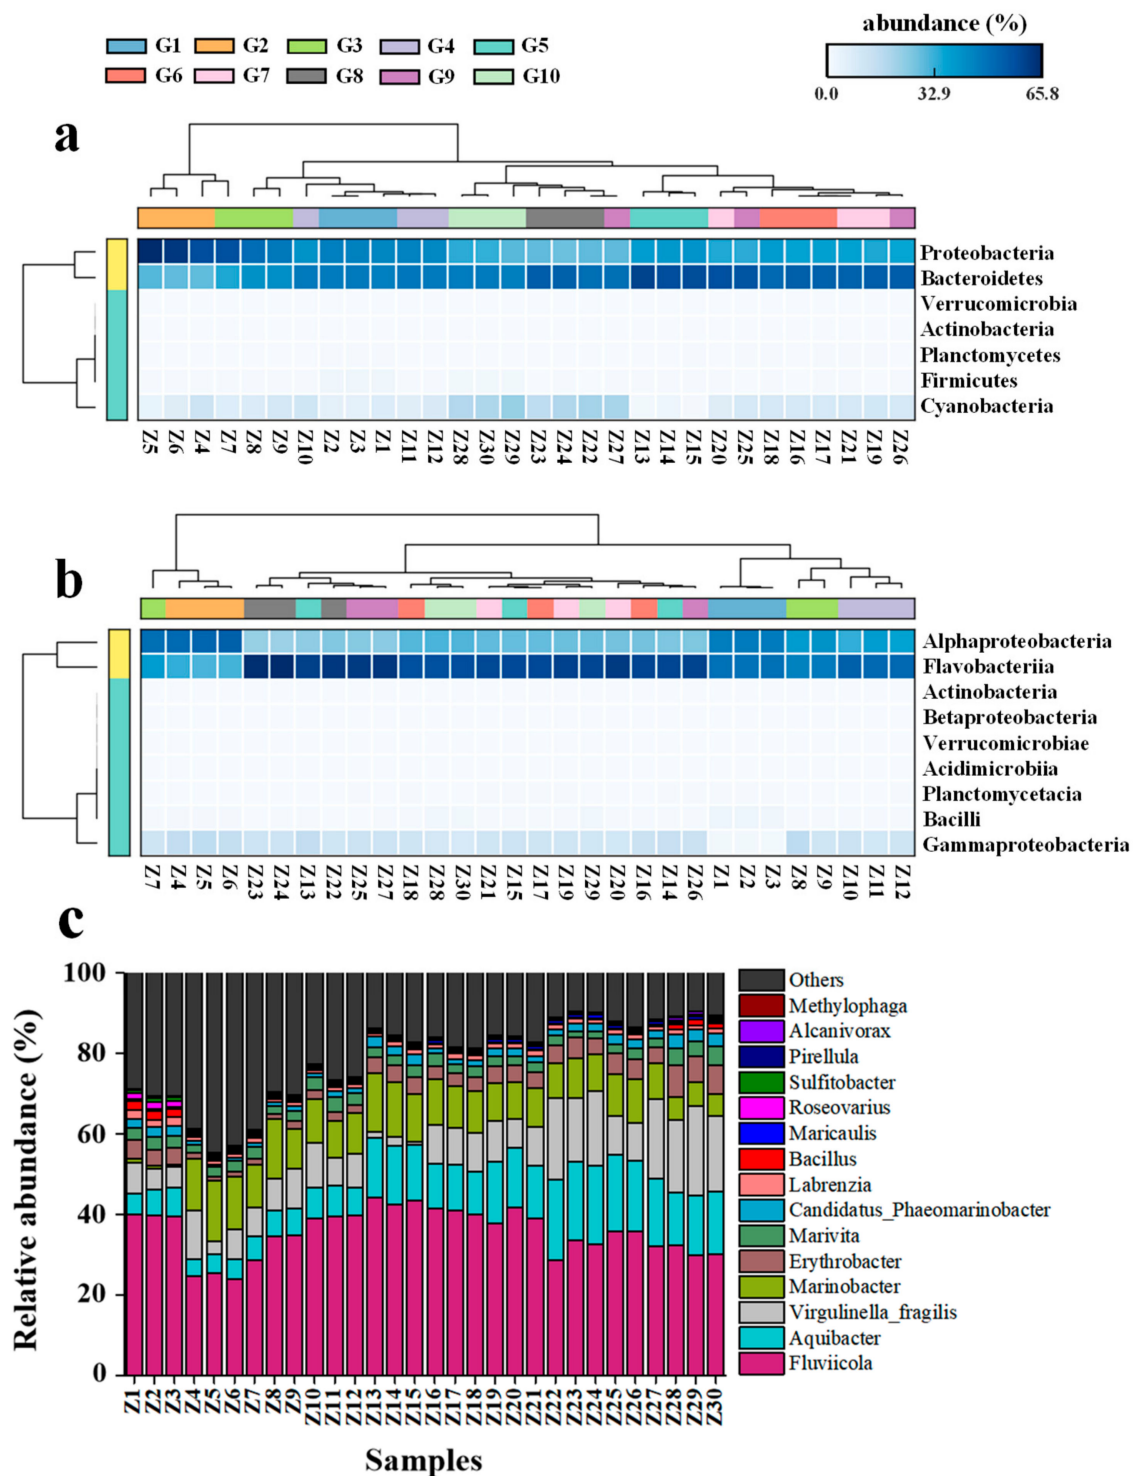 abundance (%)
G1 G2 G3 G4 G5
G6 G7 G8 G9 G10
0.0 32.9 65.8
a
Proteobacteria
Bacteroidetes
Verrucomicrobia
Actinobacteria
Planctomycetes
Firmicutes
Cyanobacteria
Z5 Z6 Z4 Z7 Z8 Z9 Z10 Z2 Z3 Z1 Z11 Z12 Z28 Z30 Z29 Z23 Z24 Z22 Z27 Z13 Z14 Z15 Z20 Z25 Z18 Z16 Z17 Z21 Z19 Z26
b
Alphaproteobacteria
Flavobacteriia
Actinobacteria
Betaproteobacteria
Verrucomicrobiae
Acidimicrobiia
Planctomycetacia
Bacilli
Gammaproteobacteria
Z7 Z4 Z5 Z6 Z23 Z24 Z13 Z22 Z25 Z27 Z18 Z28 Z30 Z21 Z15 Z17 Z19 Z29 Z20 Z16 Z14 Z26 Z1 Z2 Z3 Z8 Z9 Z10 Z11 Z12
c
Relative abundance (%)
100
80
60
40
20
0
Others
Methylophaga
Alcanivorax
Pirellula
Sulfitobacter
Roseovarius
Maricaulis
Bacillus
Labrenzia
Candidatus_Phaeomarinobacter
Marivita
Erythrobacter
Marinobacter
Virgulinella_fragilis
Aquibacter
Fluviicola
Z1 Z2 Z3 Z4 Z5 Z6 Z7 Z8 Z9 Z10 Z11 Z12 Z13 Z14 Z15 Z16 Z17 Z18 Z19 Z20 Z21 Z22 Z23 Z24 Z25 Z26 Z27 Z28 Z29 Z30
Samples